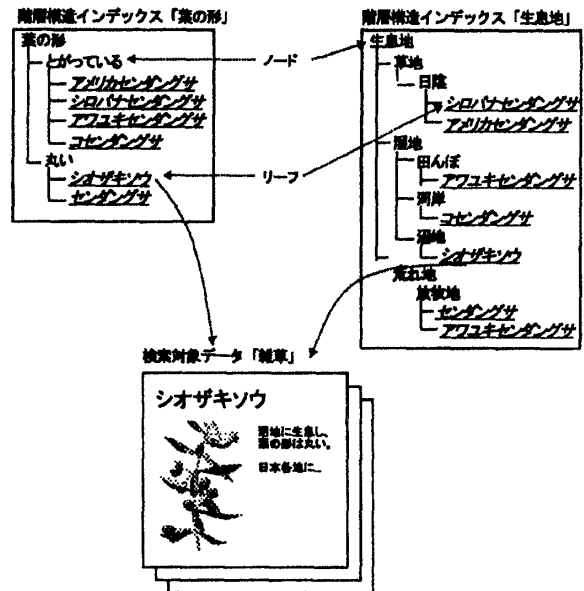 階層構造インデックス「葉の形」
葉の形
とがっている
アメリカセンダングサ
シロバナセンダングサ
アワユキセンダングサ
コセンダングサ
丸い
シオザキソウ
センダングサ
ノード
リーフ
階層構造インデックス「生息地」
生息地
草地
日陰
シロバナセンダングサ
アメリカセンダングサ
湿地
田んぼ
アワユキセンダングサ
河岸
コセンダングサ
沼地
シオザキソウ
荒れ地
放牧地
センダングサ
アワユキセンダングサ
検索対象データ「雑草」
シオザキソウ
沼地に生息し、
葉の形は丸い。
日本各地に...